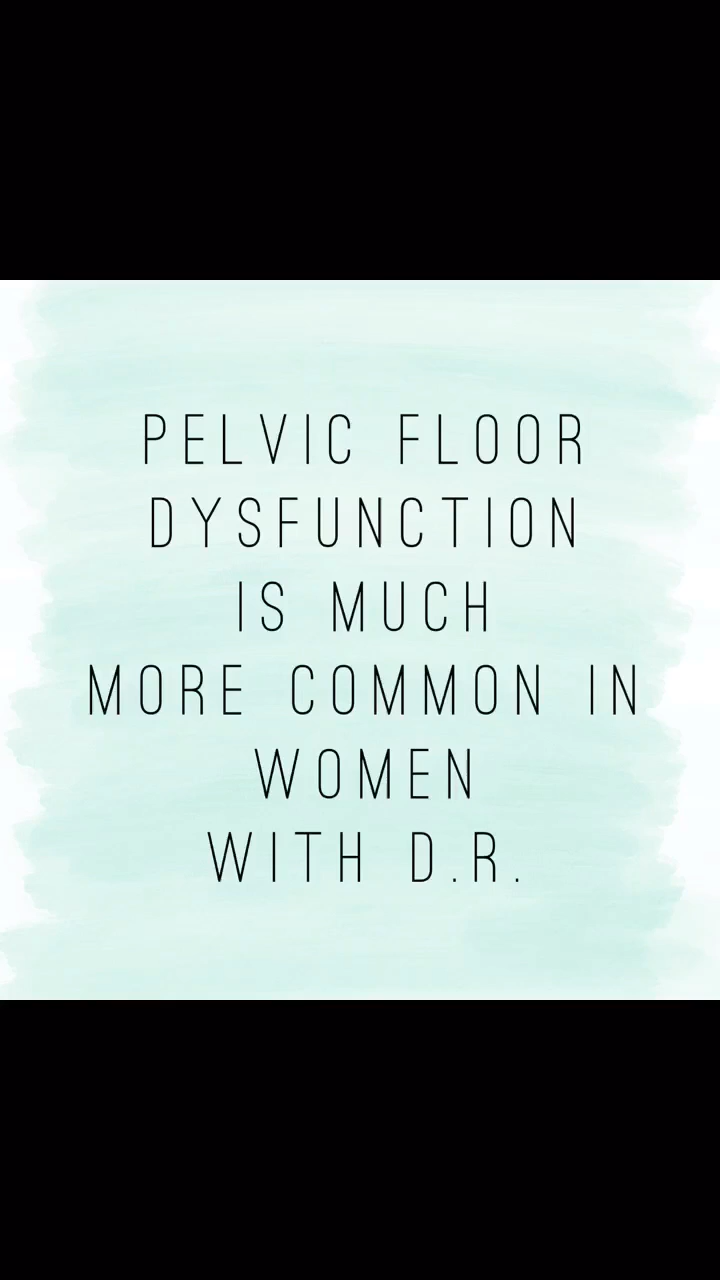 PELVIC FLOOR
DYSFUNCTION
IS MUCH
MORE COMMON IN
WOMEN
WITH D.R.